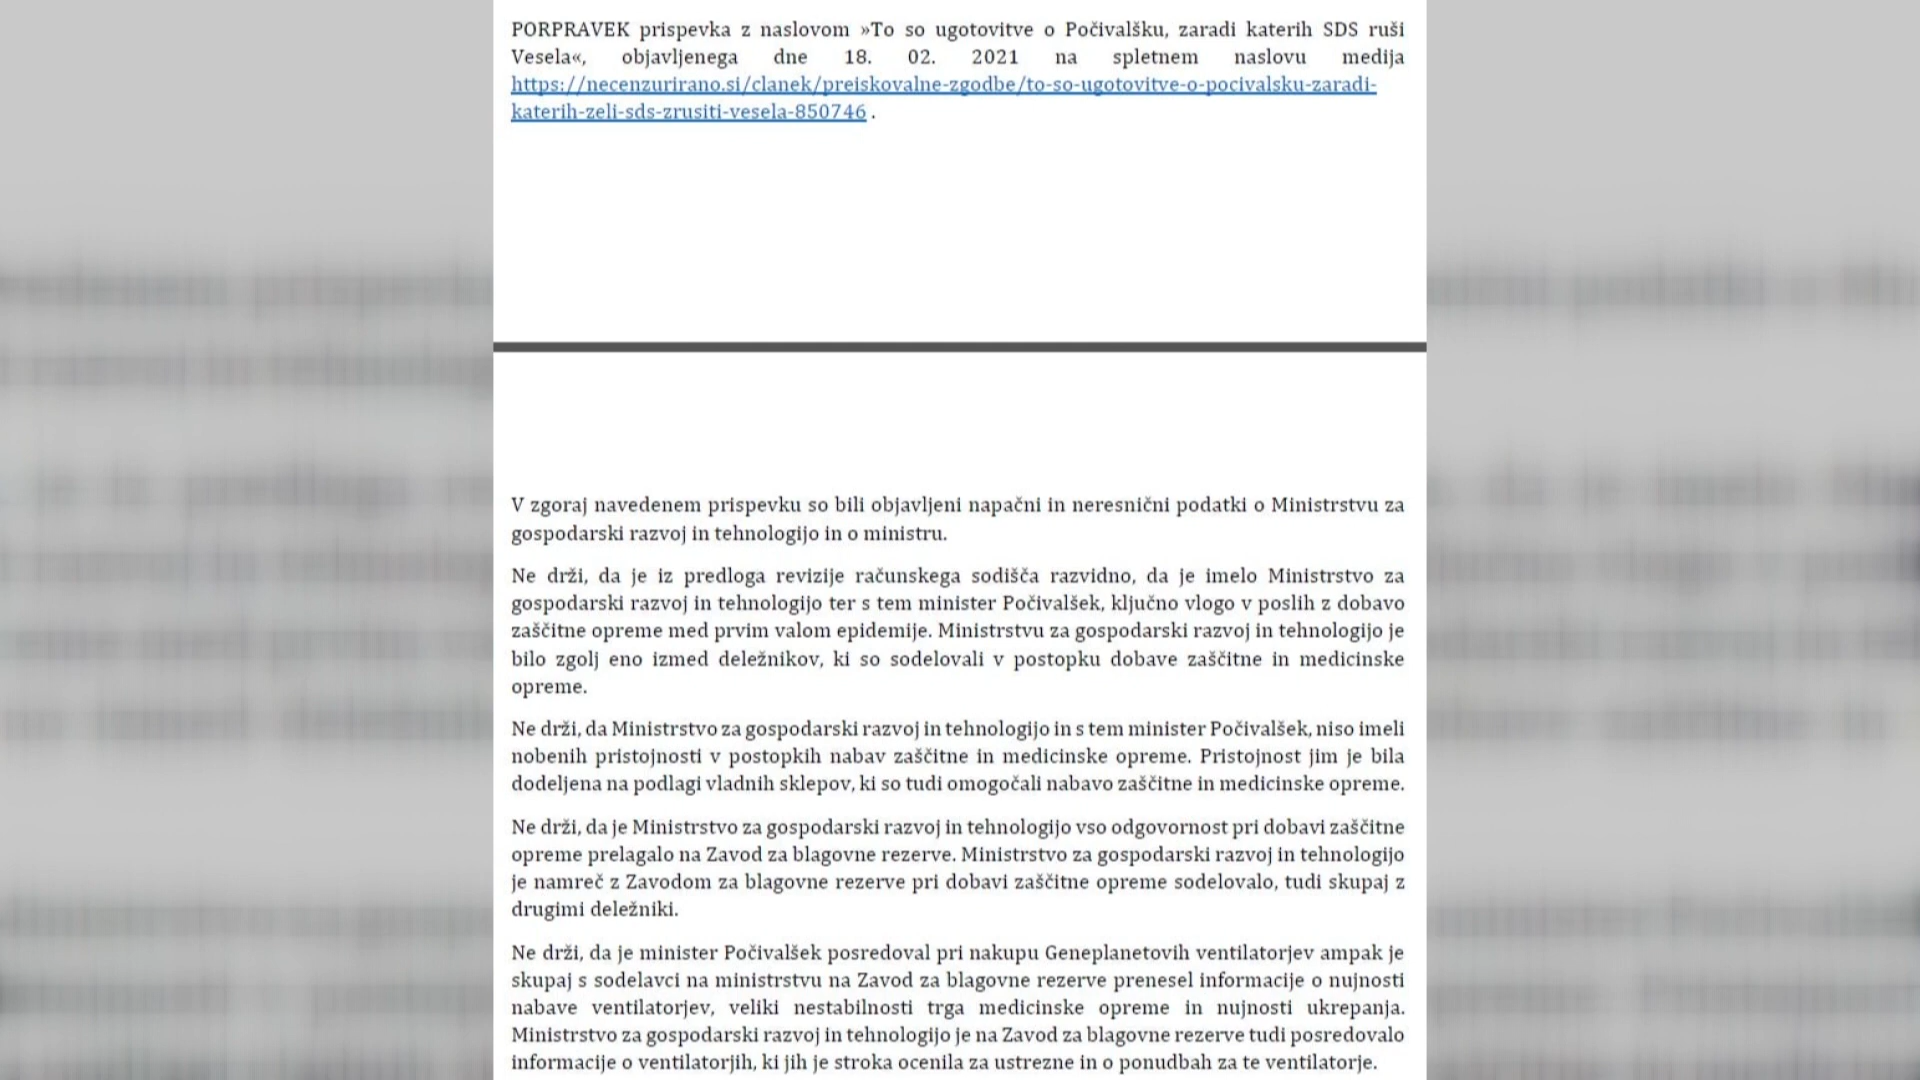 PORPRAVEK prispevka z naslovom »To so ugotovitve o Počivalšku, zaradi katerih SDS ruši
Vesela«, objavljenega dne 18. 02. 2021 na spletnem naslovu medija
https://necenzurirano.si/clanek/preiskovalne-zgodbe/to-so-ugotovitve-o-pocivalsku-zaradi-
katerih-zeli-sds-zrusiti-vesela-850746 .
V zgoraj navedenem prispevku so bili objavljeni napačni in neresnični podatki o Ministrstvu za
gospodarski razvoj in tehnologijo in o ministru.
Ne drži, da je iz predloga revizije računskega sodišča razvidno, da je imelo Ministrstvo za
gospodarski razvoj in tehnologijo ter s tem minister Počivalšek, ključno vlogo v poslih z dobavo
zaščitne opreme med prvim valom epidemije. Ministrstvu za gospodarski razvoj in tehnologijo je
bilo zgolj eno izmed deležnikov, ki so sodelovali v postopku dobave zaščitne in medicinske
opreme.
Ne drži, da Ministrstvo za gospodarski razvoj in tehnologijo in s tem minister Počivalšek, niso imeli
nobenih pristojnosti v postopkih nabav zaščitne in medicinske opreme. Pristojnost jim je bila
dodeljena na podlagi vladnih sklepov, ki so tudi omogočali nabavo zaščitne in medicinske opreme.
Ne drži, da je Ministrstvo za gospodarski razvoj in tehnologijo vso odgovornost pri dobavi zaščitne
opreme prelagalo na Zavod za blagovne rezerve. Ministrstvo za gospodarski razvoj in tehnologijo
je namreč z Zavodom za blagovne rezerve pri dobavi zaščitne opreme sodelovalo, tudi skupaj z
drugimi deležniki.
Ne drži, da je minister Počivalšek posredoval pri nakupu Geneplanetovih ventilatorjev ampak je
skupaj s sodelavci na ministrstvu na Zavod za blagovne rezerve prenesel informacije o nujnosti
nabave ventilatorjev, veliki nestabilnosti trga medicinske opreme in nujnosti ukrepanja.
Ministrstvo za gospodarski razvoj in tehnologijo je na Zavod za blagovne rezerve tudi posredovalo
informacije o ventilatorjih, ki jih je stroka ocenila za ustrezne in o ponudbah za te ventilatorje.